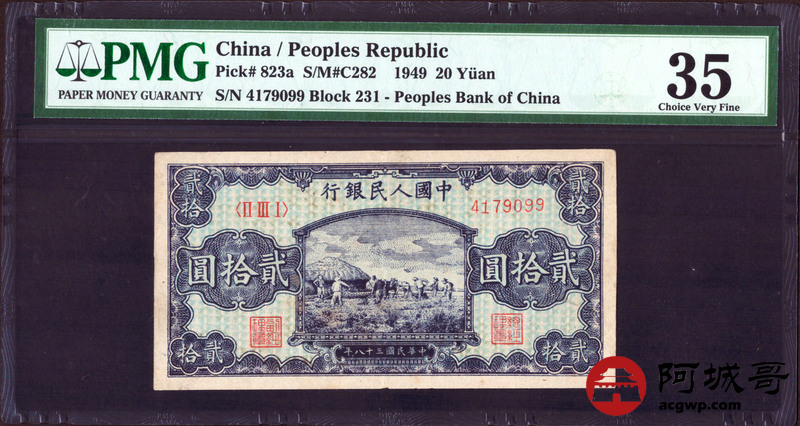 PMG
PAPER MONEY GUARANTY
China / Peoples Republic
Pick# 823a S/M#C282 1949 20 Yüan
S/N 4179099 Block 231 - Peoples Bank of China
35
Choice Very Fine
貳拾
行銀民人國中
貳拾
〈II III I〉
4179099
圓拾貳
圓拾貳
拾貳
年八十三國民華中
拾貳
阿城哥
acgwp.com